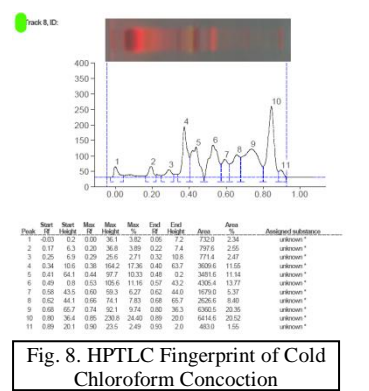 Track 8, ID:
400
350
300
250
200
150
100
50
0
0.00 0.20 0.40 0.60 0.80 1.00
1 2 3 4 5 6 7 8 9 10 11
Peak Start Rf Start Height Max Rf Max Height Max % End Rf End Height Area Area % Assigned substance
1 -0.03 0.2 0.00 36.1 3.82 0.05 7.2 732.0 2.34 unknown *
2 0.17 6.3 0.20 36.8 3.89 0.22 7.4 797.6 2.55 unknown *
3 0.25 6.9 0.29 25.6 2.71 0.32 10.6 771.4 2.47 unknown *
4 0.34 10.6 0.38 164.2 17.36 0.40 63.7 3609.6 11.55 unknown *
5 0.41 64.1 0.44 97.7 10.33 0.48 0.2 3481.6 11.14 unknown *
6 0.49 0.8 0.53 105.6 11.16 0.57 43.2 4305.4 13.77 unknown *
7 0.58 43.5 0.60 59.3 6.27 0.62 44.0 1679.0 5.37 unknown *
8 0.62 44.1 0.66 74.1 7.83 0.68 65.7 2626.6 8.40 unknown *
9 0.68 65.7 0.74 92.1 9.74 0.80 36.3 6360.5 20.35 unknown *
10 0.80 36.4 0.85 230.8 24.40 0.89 20.0 6414.6 20.52 unknown *
11 0.89 20.1 0.90 23.5 2.49 0.93 2.0 483.0 1.55 unknown *
Fig. 8. HPTLC Fingerprint of Cold
Chloroform Concoction